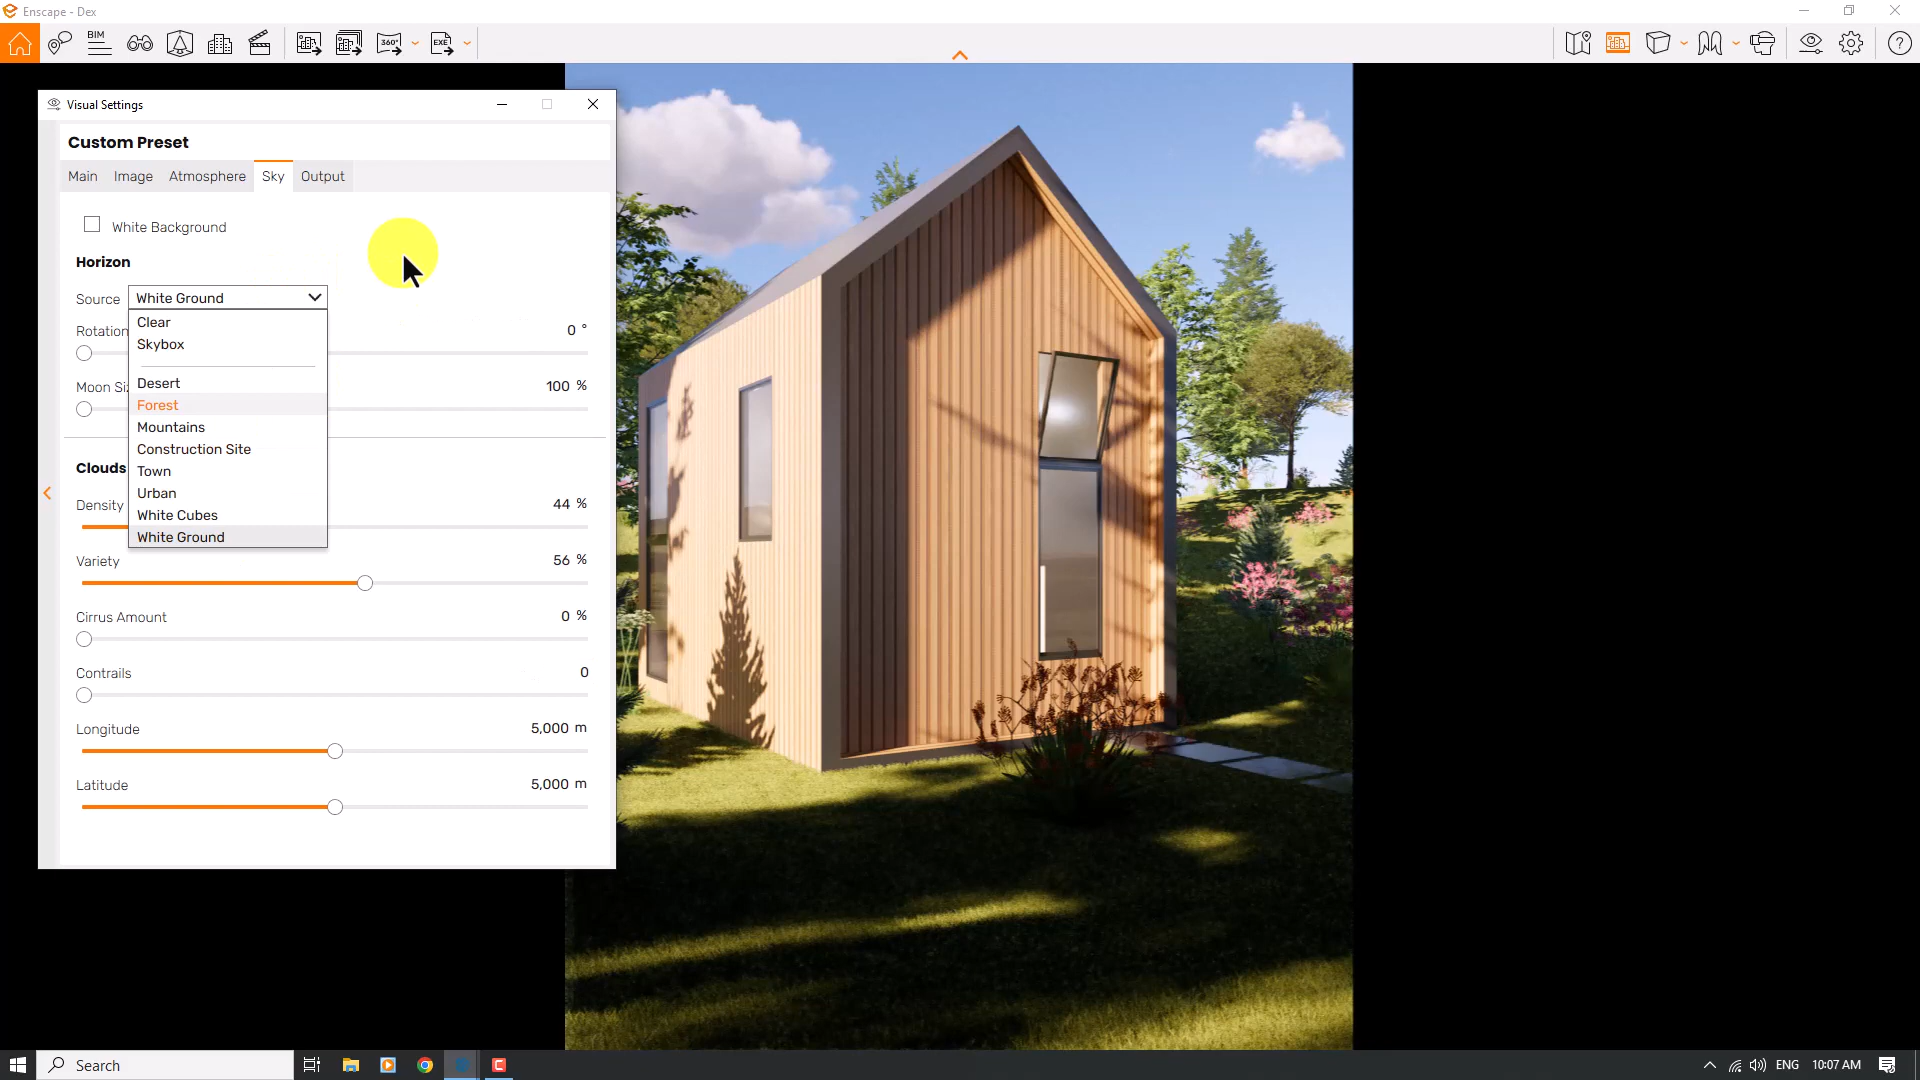 Enscape - Dex
BIM
360°
EXE
Visual Settings
Custom Preset
Main Image Atmosphere Sky Output
White Background
Horizon
Source White Ground
Clear
Rotation 0 °
Skybox
Desert
Moon Si 100 %
Forest
Mountains
Construction Site
Clouds
Town
Urban
Density 44 %
White Cubes
White Ground
Variety 56 %
Cirrus Amount 0 %
Contrails 0
Longitude 5,000 m
Latitude 5,000 m
Search
ENG 10:07 AM